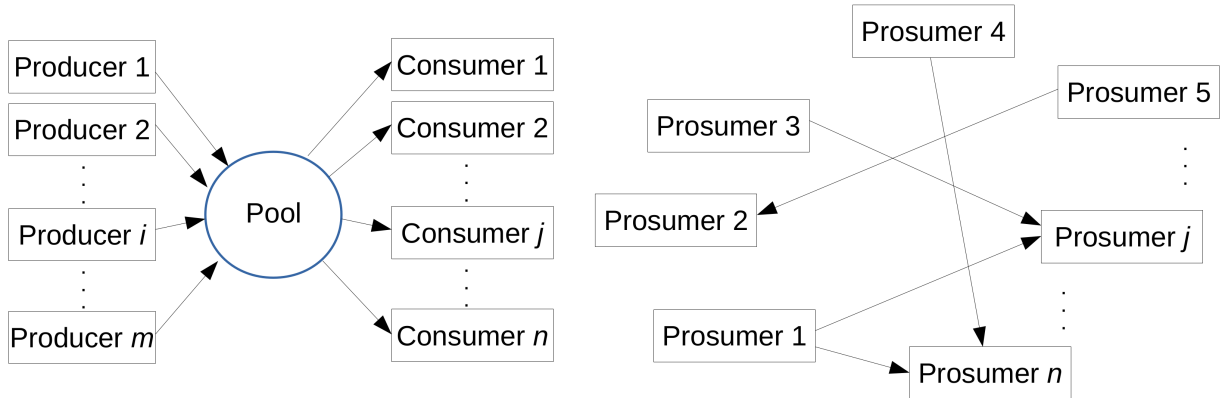 Producer 1
Producer 2
Producer i
Producer m
Pool
Consumer 1
Consumer 2
Consumer j
Consumer n
Prosumer 4
Prosumer 5
Prosumer 3
Prosumer 2
Prosumer j
Prosumer 1
Prosumer n